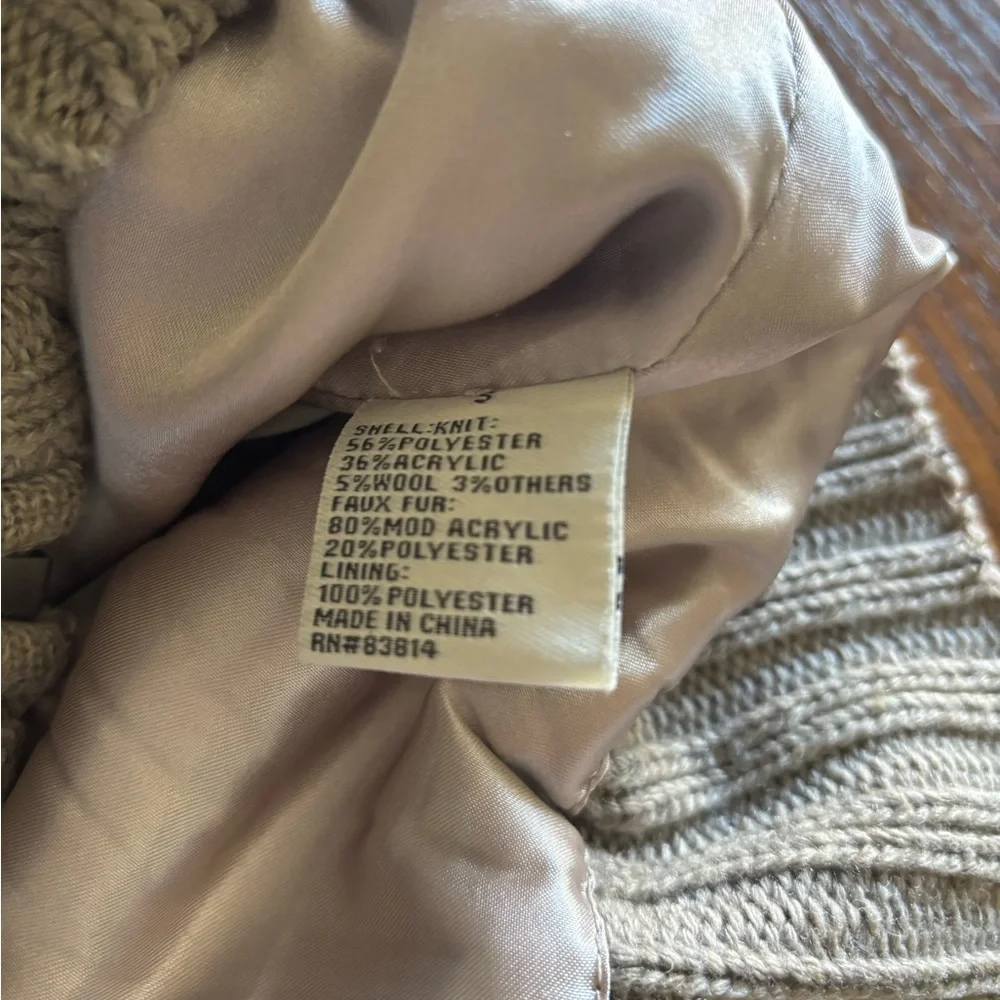 SHELL:KNIT:
56%POLYESTER
36%ACRYLIC
5%WOOL 3%OTHERS
FAUX FUR:
80%MOD ACRYLIC
20%POLYESTER
LINING:
100%POLYESTER
MADE IN CHINA
RN#83814